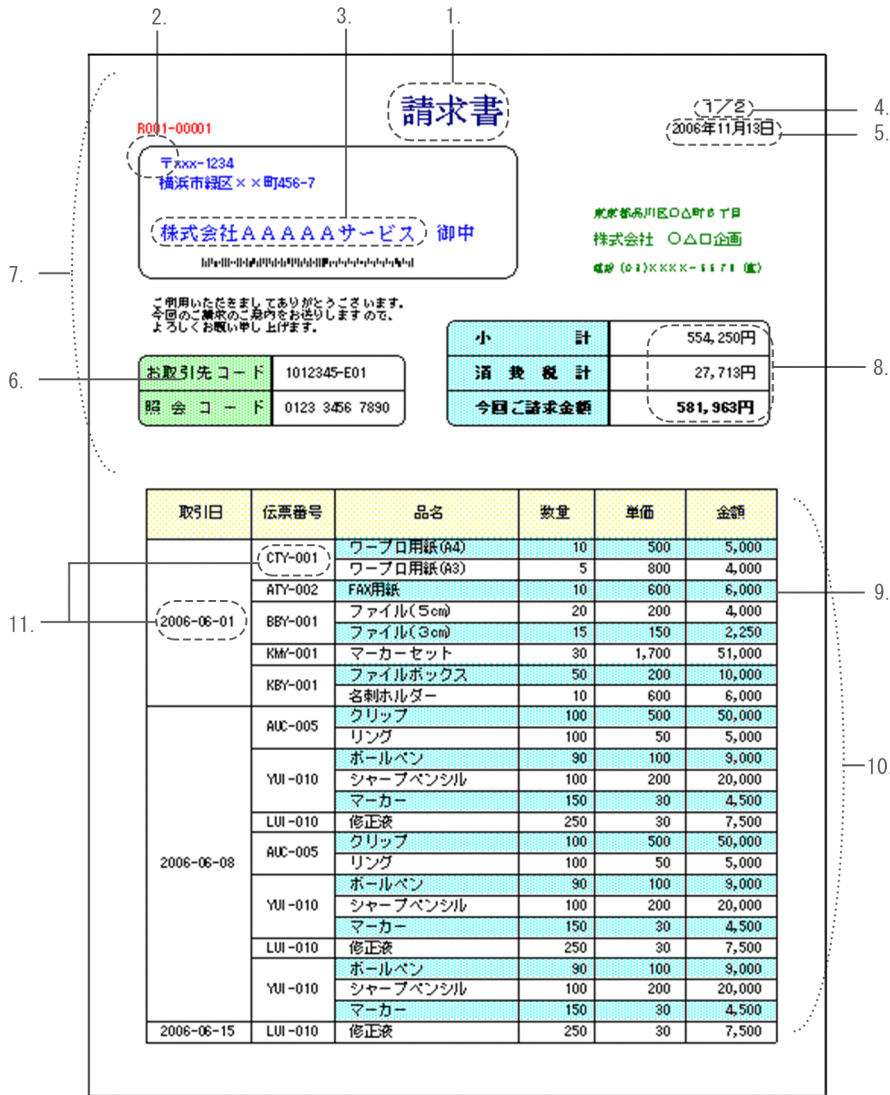 2.
3.
1.
請求書
1/2
4.
2006年11月13日
5.
R001-00001
〒xxx-1234
横浜市緑区××町456-7
株式会社AAAAAサービス 御中
株式会社 ○△口企画
7.
ご利用いただきましてありがとうございます。
今回のご請求のご案内をお送りしますので、
よろしくお願い申し上げます。
小計 554,250円
消費税計 27,713円
今回ご請求金額 581,963円
8.
6.
お取引先コード 1012345-E01
照会コード 0123 3456 7890
取引日 伝票番号 品名 数量 単価 金額
2006-06-01 CTY-001 ワープロ用紙(A4) 10 500 5,000
ワープロ用紙(A3) 5 800 4,000
ATY-002 FAX用紙 10 600 6,000
9.
BBY-001 ファイル(5cm) 20 200 4,000
11.
ファイル(3cm) 15 150 2,250
KMY-001 マーカーセット 30 1,700 51,000
KBY-001 ファイルボックス 50 200 10,000
名刺ホルダー 10 600 6,000
2006-06-08 AUC-005 クリップ 100 500 50,000
リング 100 50 5,000
YUI-010 ボールペン 90 100 9,000
10.
シャープペンシル 100 200 20,000
マーカー 150 30 4,500
LUI-010 修正液 250 30 7,500
AUC-005 クリップ 100 500 50,000
リング 100 50 5,000
YUI-010 ボールペン 90 100 9,000
シャープペンシル 100 200 20,000
マーカー 150 30 4,500
LUI-010 修正液 250 30 7,500
YUI-010 ボールペン 90 100 9,000
シャープペンシル 100 200 20,000
マーカー 150 30 4,500
2006-06-15 LUI-010 修正液 250 30 7,500